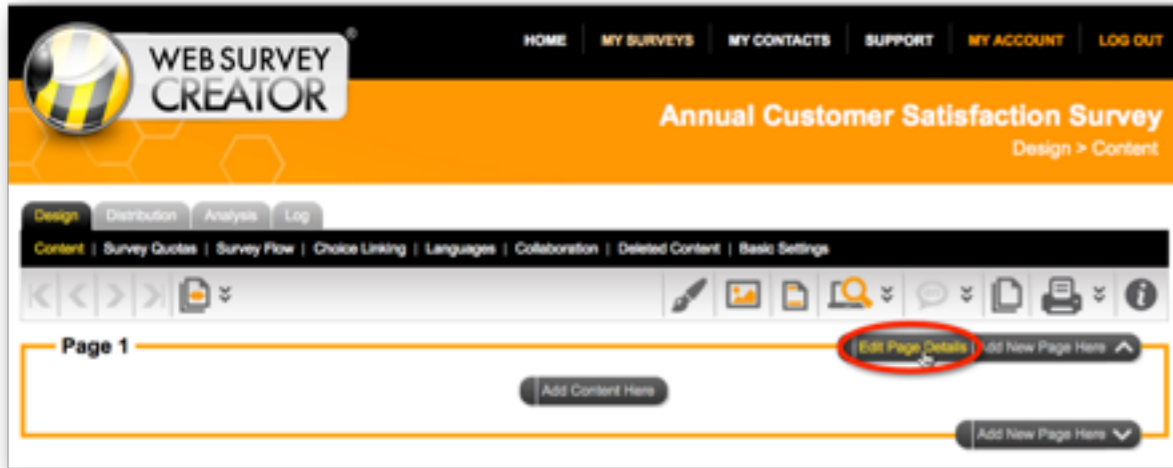 HOME MY SURVEYS MY CONTACTS SUPPORT MY ACCOUNT LOG OUT
WEB SURVEY
CREATOR
®
Annual Customer Satisfaction Survey
Design > Content
Design Distribution Analysis Log
Content | Survey Quotas | Survey Flow | Choice Linking | Languages | Collaboration | Deleted Content | Basic Settings
Page 1
Edit Page Details
Add New Page Here
Add Content Here
Add New Page Here